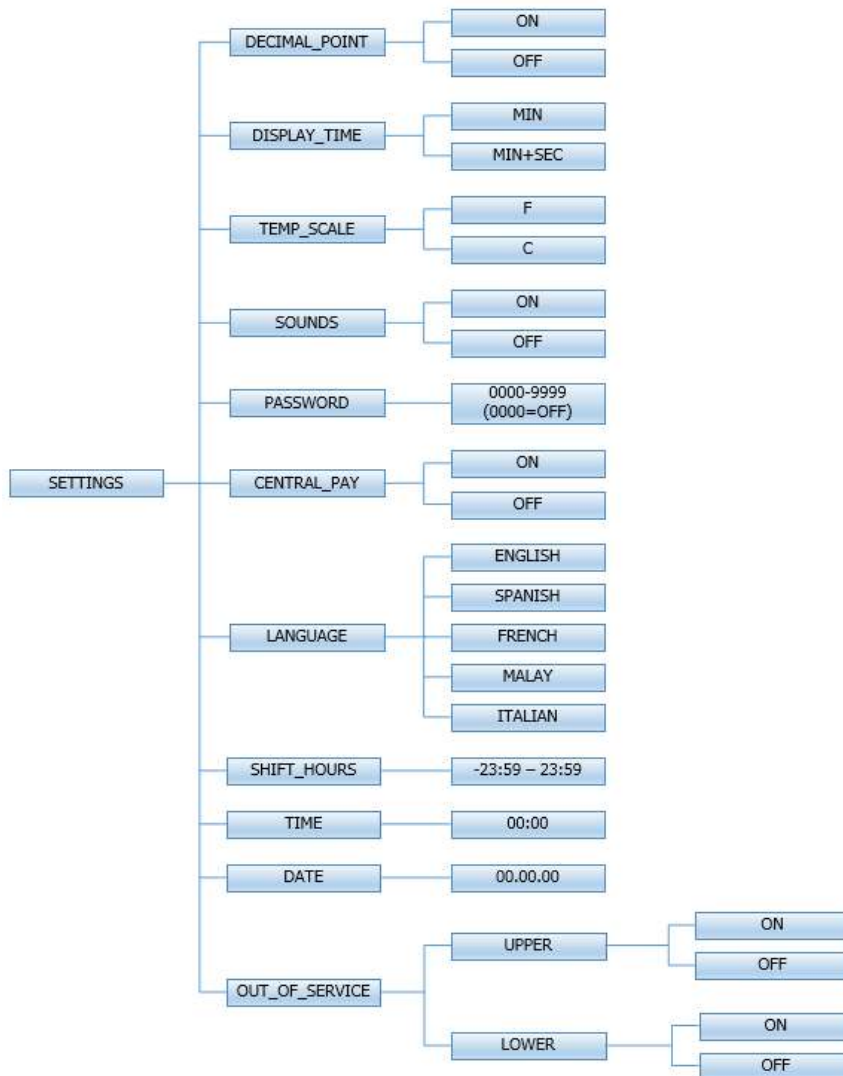 SETTINGS
DECIMAL_POINT
ON
OFF
DISPLAY_TIME
MIN
MIN+SEC
TEMP_SCALE
F
C
SOUNDS
ON
OFF
PASSWORD
0000-9999
(0000=OFF)
CENTRAL_PAY
ON
OFF
LANGUAGE
ENGLISH
SPANISH
FRENCH
MALAY
ITALIAN
SHIFT_HOURS
-23:59 – 23:59
TIME
00:00
DATE
00.00.00
OUT_OF_SERVICE
UPPER
ON
OFF
LOWER
ON
OFF